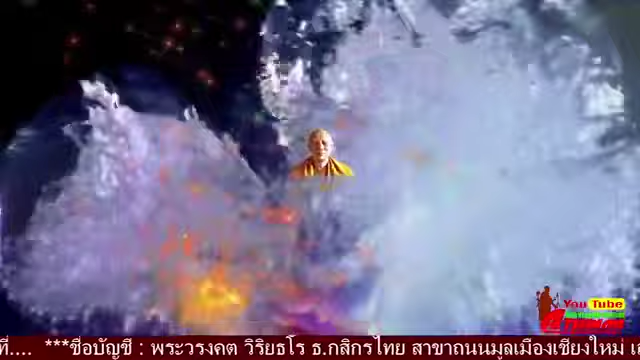 You Tube
ที่.... ***ชื่อบัญชี : พระวรงคต วิริยธโร ธ.กสิกรไทย สาขาถนนมูลเมืองเชียงใหม่